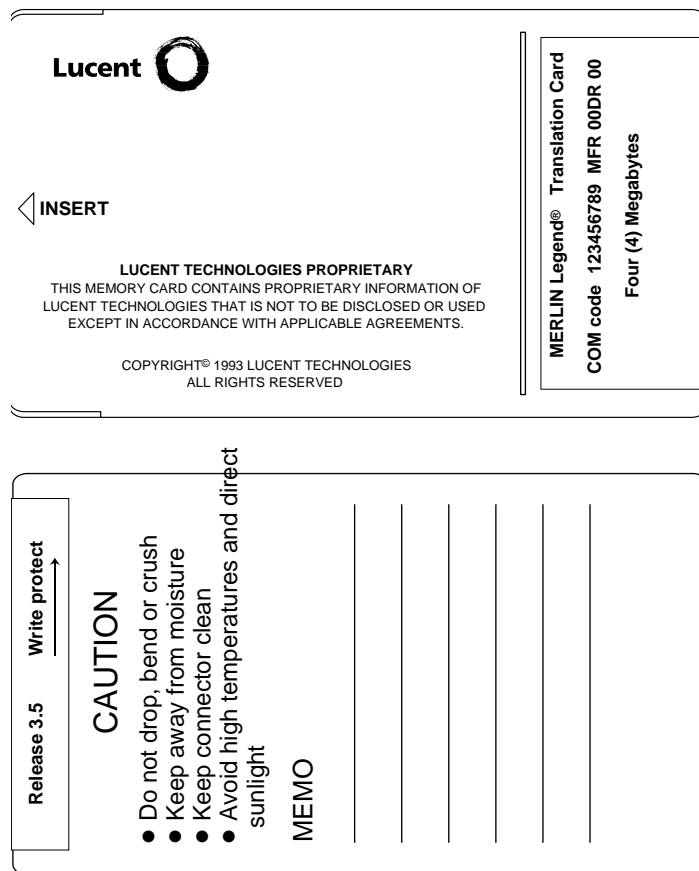 Lucent
INSERT
LUCENT TECHNOLOGIES PROPRIETARY
THIS MEMORY CARD CONTAINS PROPRIETARY INFORMATION OF
LUCENT TECHNOLOGIES THAT IS NOT TO BE DISCLOSED OR USED
EXCEPT IN ACCORDANCE WITH APPLICABLE AGREEMENTS.
COPYRIGHT© 1993 LUCENT TECHNOLOGIES
ALL RIGHTS RESERVED
MERLIN Legend® Translation Card
COM code 123456789 MFR 00DR 00
Four (4) Megabytes
Release 3.5 Write protect
CAUTION
● Do not drop, bend or crush
● Keep away from moisture
● Keep connector clean
● Avoid high temperatures and direct
sunlight
MEMO